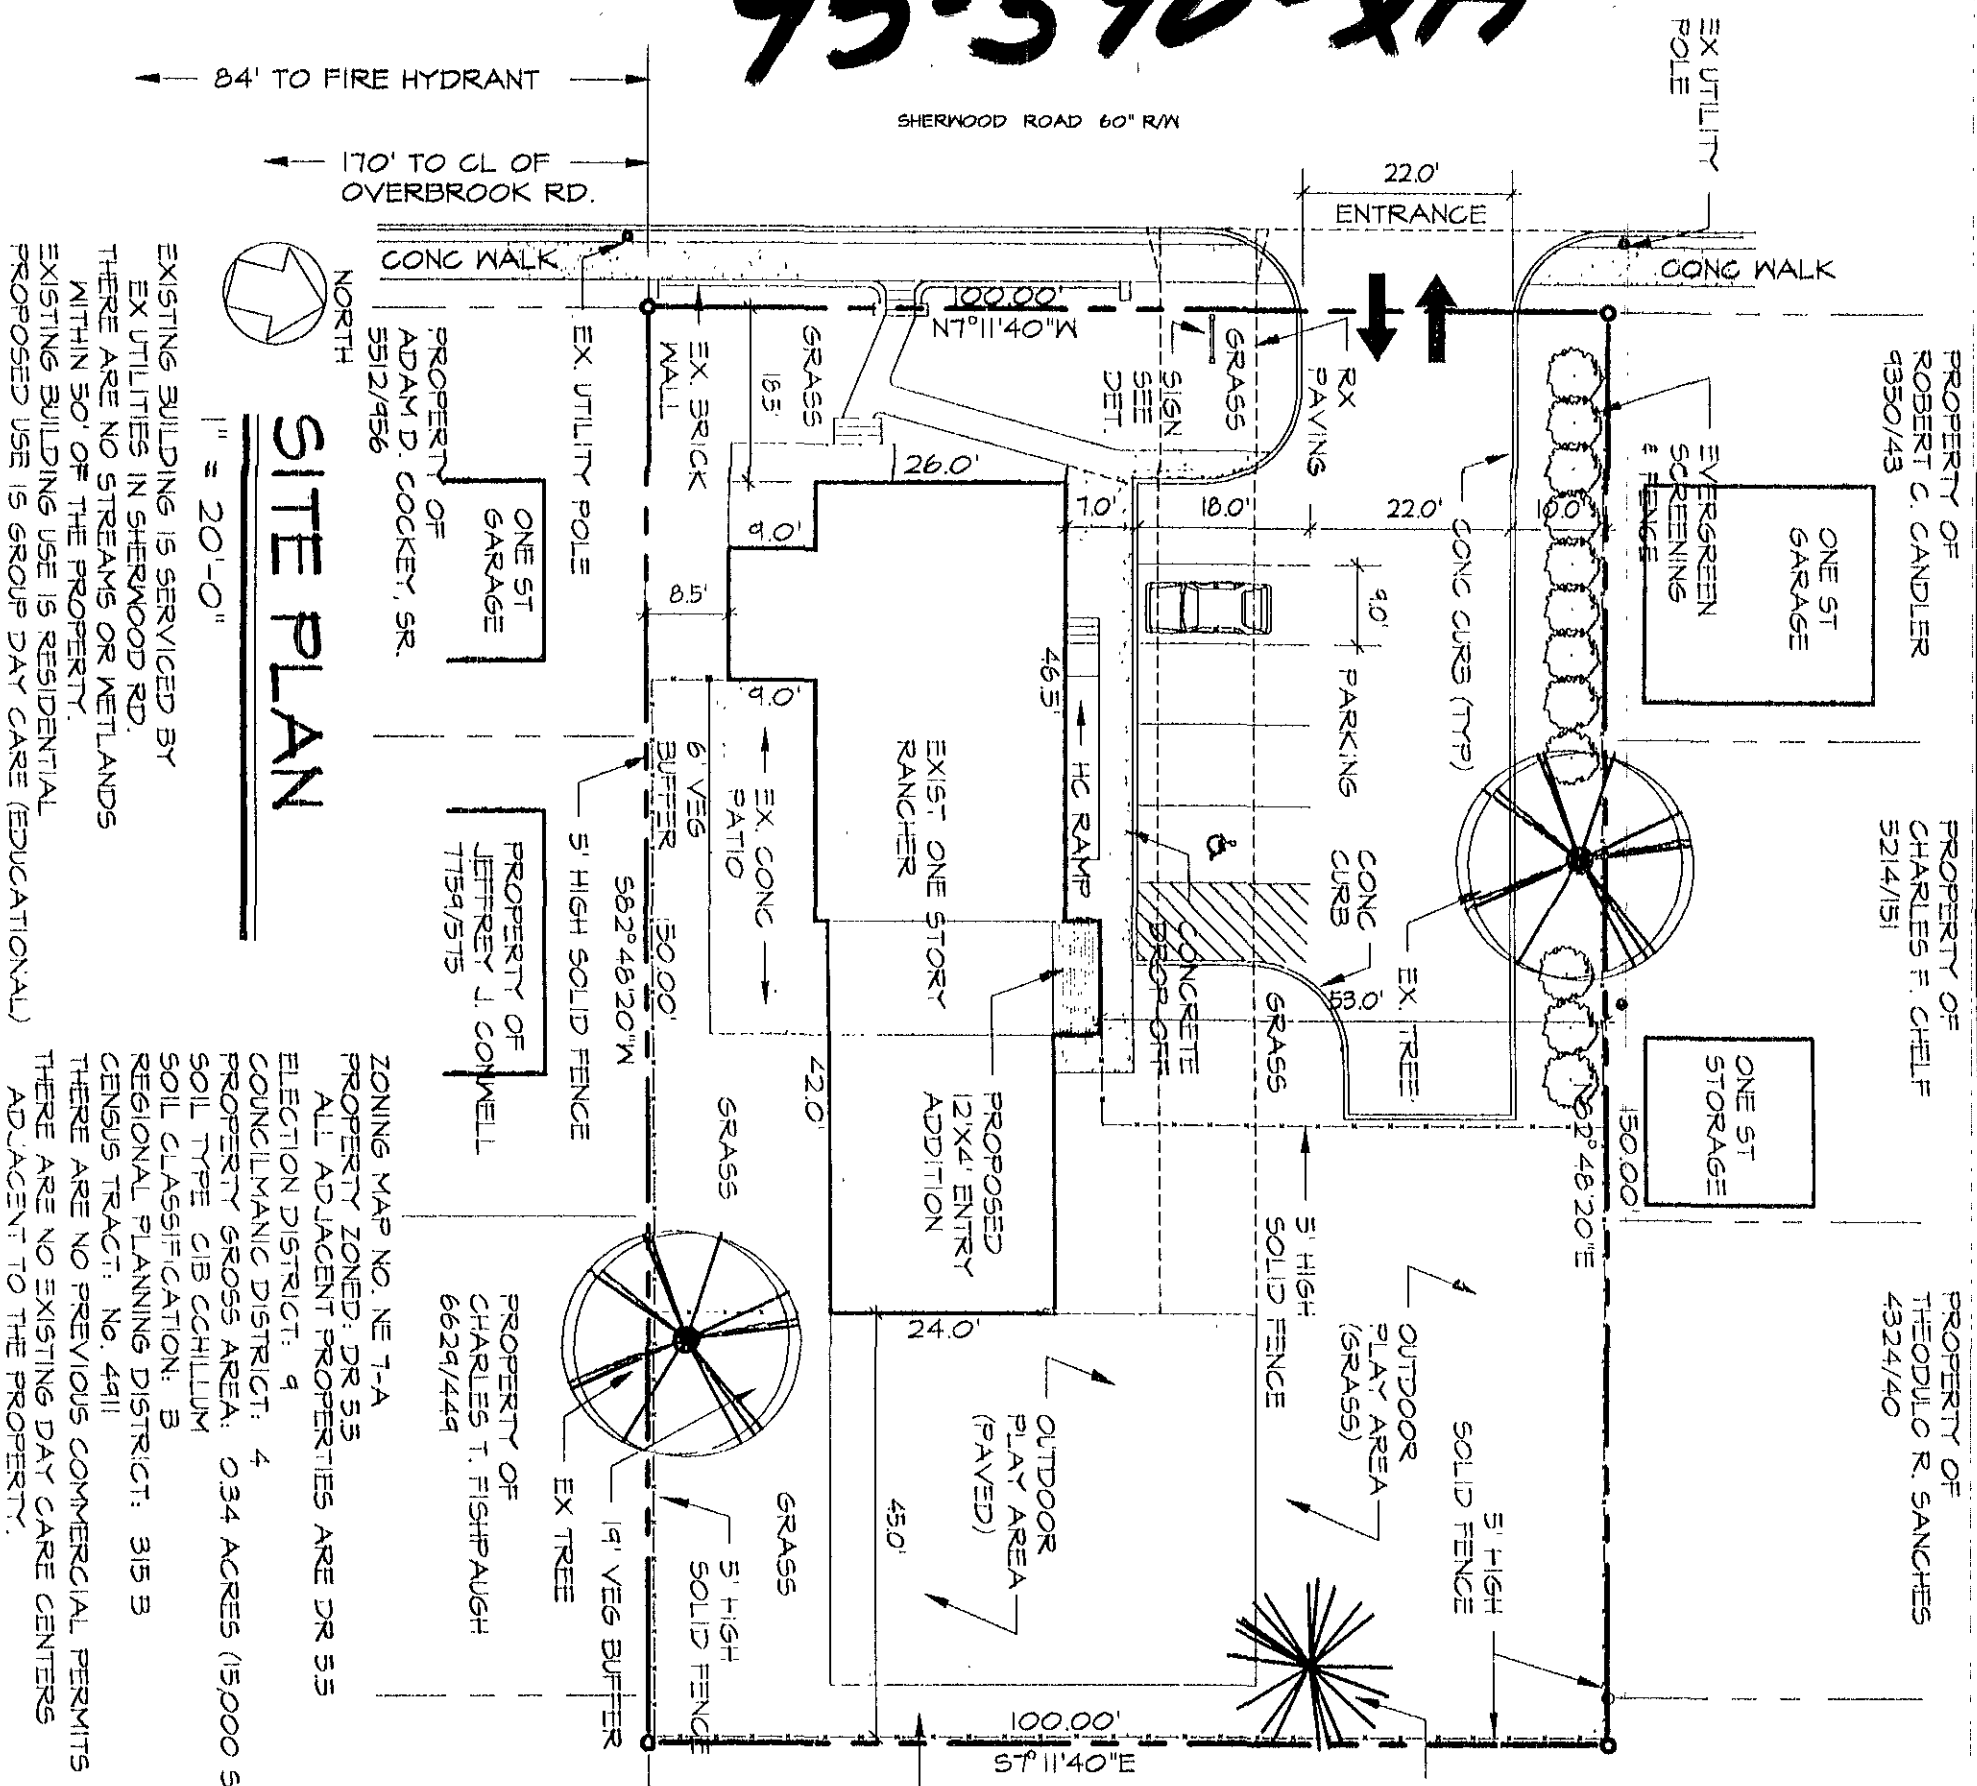 95-390-XA
84' TO FIRE HYDRANT
SHERWOOD ROAD 60" R/W
170' TO CL OF
OVERBROOK RD.
EX UTILITY
POLE
22.0'
ENTRANCE
CONC WALK
CONC WALK
100.00'
N7°11'40"W
NORTH
SITE PLAN
1" = 20'-0"
EXISTING BUILDING IS SERVICED BY
EX UTILITIES IN SHERWOOD RD.
THERE ARE NO STREAMS OR WETLANDS
WITHIN 50' OF THE PROPERTY.
EXISTING BUILDING USE IS RESIDENTIAL
PROPOSED USE IS GROUP DAY CARE (EDUCATIONAL)
PROPERTY OF
ADAM D. COCKEY, SR.
5512/956
ONE ST
GARAGE
EX. UTILITY POLE
EX. BRICK
WALL
18.5'
GRASS
SIGN
SEE
DET.
GRASS
RX
PAVING
EVERGREEN
SCREENING
& FENCE
PROPERTY OF
ROBERT C. CANDLER
9350/43
ONE ST
GARAGE
26.0'
9.0'
8.5'
7.0'
18.0'
22.0'
10.0'
9.0'
CONC CURB (TYP)
PARKING
46.5'
HC RAMP
9.0'
EX. CONC
PATIO
6' VEG
BUFFER
EXIST ONE STORY
RANCHER
CONCRETE
DROP OFF
CONC
CURB
EX. TREE
53.0'
GRASS
PROPERTY OF
CHARLES F. CHELF
5214/151
ONE ST
STORAGE
150.00'
48'20"E
PROPERTY OF
JEFFREY J. CONWELL
7759/575
5' HIGH SOLID FENCE
S82°48'20"W 150.00'
42.0'
GRASS
PROPOSED
12'X4' ENTRY
ADDITION
5' HIGH
SOLID FENCE
24.0'
OUTDOOR
PLAY AREA
(GRASS)
OUTDOOR
PLAY AREA
(PAVED)
5' HIGH
SOLID FENCE
PROPERTY OF
THEODULO R. SANCHES
4324/40
PROPERTY OF
CHARLES T. FISHPAUGH
6629/449
EX TREE
19' VEG BUFFER
5' HIGH
SOLID FENCE
GRASS
45.0'
100.00'
S7°11'40"E
ZONING MAP NO. NE 7-A
PROPERTY ZONED: DR 5.5
ALL ADJACENT PROPERTIES ARE DR 5.5
ELECTION DISTRICT: 9
COUNCILMANIC DISTRICT: 4
PROPERTY GROSS AREA: 0.34 ACRES (15,000 S
SOIL TYPE CIB CCHILLUM
SOIL CLASSIFICATION: B
REGIONAL PLANNING DISTRICT: 315 B
CENSUS TRACT: No. 4911
THERE ARE NO PREVIOUS COMMERCIAL PERMITS
THERE ARE NO EXISTING DAY CARE CENTERS
ADJACENT TO THE PROPERTY.